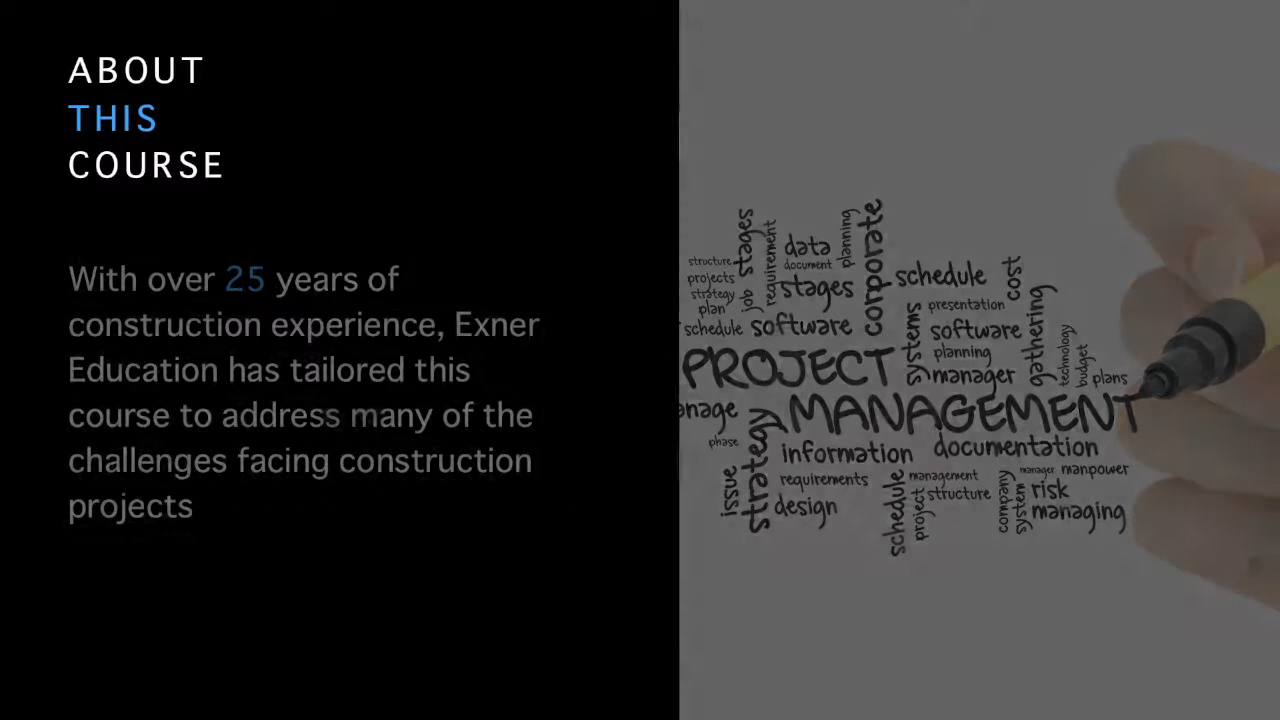 ABOUT
THIS
COURSE
With over 25 years of
construction experience, Exner
Education has tailored this
course to address many of the
challenges facing construction
projects
structure
projects
strategy
plan
job
stages
requirement
data
document
stages
planning
corporate
schedule
cost
presentation
schedule software
systems
software
planning
manager
gathering
technology
budget
plans
PROJECT
MANAGEMENT
anage
phase
strategy
information
documentation
issue
requirements
design
schedule
management
project
structure
manager
manpower
company
system
risk
managing